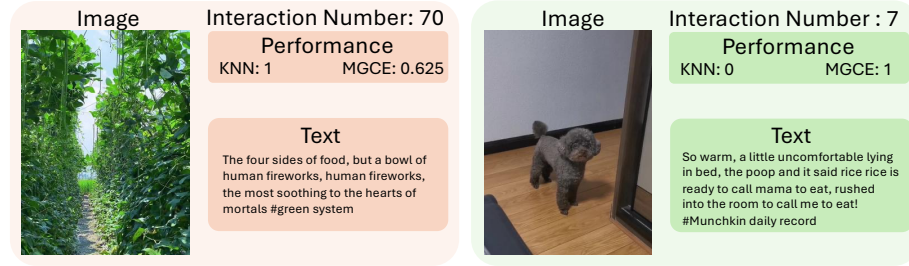 Image
Interaction Number: 70
Performance
KNN: 1 MGCE: 0.625
Text
The four sides of food, but a bowl of
human fireworks, human fireworks,
the most soothing to the hearts of
mortals #green system
Image
Interaction Number : 7
Performance
KNN: 0 MGCE: 1
Text
So warm, a little uncomfortable lying
in bed, the poop and it said rice rice is
ready to call mama to eat, rushed
into the room to call me to eat!
#Munchkin daily record